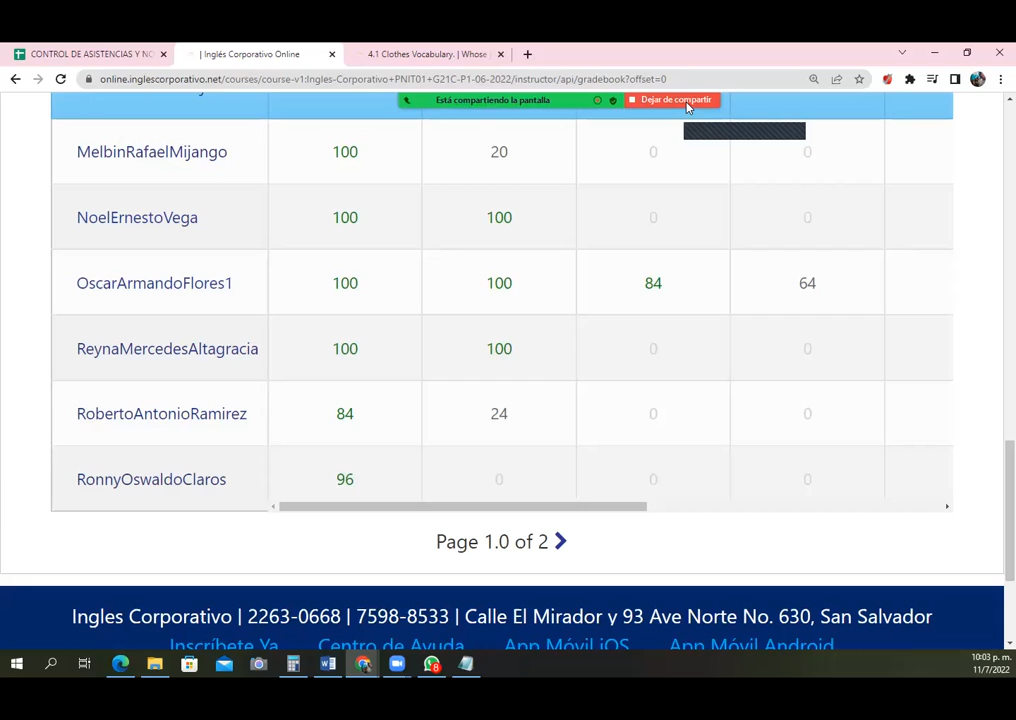 CONTROL DE ASISTENCIAS Y NO
| Inglés Corporativo Online
4.1 Clothes Vocabulary. | Whose
online.inglescorporativo.net/courses/course-v1:Ingles-Corporativo+PNIT01+G21C-P1-06-2022/instructor/api/gradebook?offset=0
Está compartiendo la pantalla
Dejar de compartir
MelbinRafaelMijango 100 20 0 0
NoelErnestoVega 100 100 0 0
OscarArmandoFlores1 100 100 84 64
ReynaMercedesAltagracia 100 100 0 0
RobertoAntonioRamirez 84 24 0 0
RonnyOswaldoClaros 96 0 0 0
Page 1.0 of 2
Ingles Corporativo | 2263-0668 | 7598-8533 | Calle El Mirador y 93 Ave Norte No. 630, San Salvador
Inscríbete Ya Centro de Ayuda App Móvil iOS App Móvil Android
8
10:03 p. m.
11/7/2022